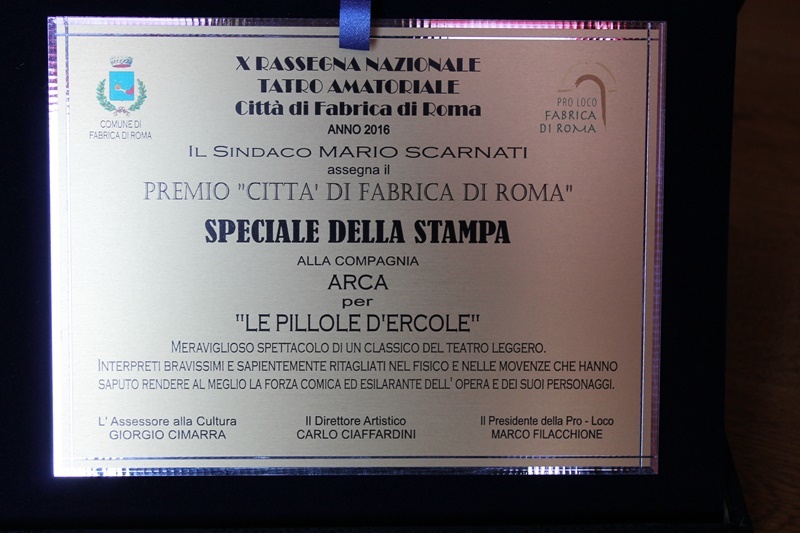 X RASSEGNA NAZIONALE
TATRO AMATORIALE
Città di Fabrica di Roma
ANNO 2016
COMUNE DI
FABRICA DI ROMA
PRO LOCO
FABRICA
DI ROMA
IL SINDACO MARIO SCARNATI
assegna il
PREMIO "CITTA' DI FABRICA DI ROMA"
SPECIALE DELLA STAMPA
ALLA COMPAGNIA
ARCA
per
"LE PILLOLE D'ERCOLE"
MERAVIGLIOSO SPETTACOLO DI UN CLASSICO DEL TEATRO LEGGERO.
INTERPRETI BRAVISSIMI E SAPIENTEMENTE RITAGLIATI NEL FISICO E NELLE MOVENZE CHE HANNO
SAPUTO RENDERE AL MEGLIO LA FORZA COMICA ED ESILARANTE DELL' OPERA E DEI SUOI PERSONAGGI.
L' Assessore alla Cultura
GIORGIO CIMARRA
Il Direttore Artistico
CARLO CIAFFARDINI
Il Presidente della Pro - Loco
MARCO FILACCHIONE